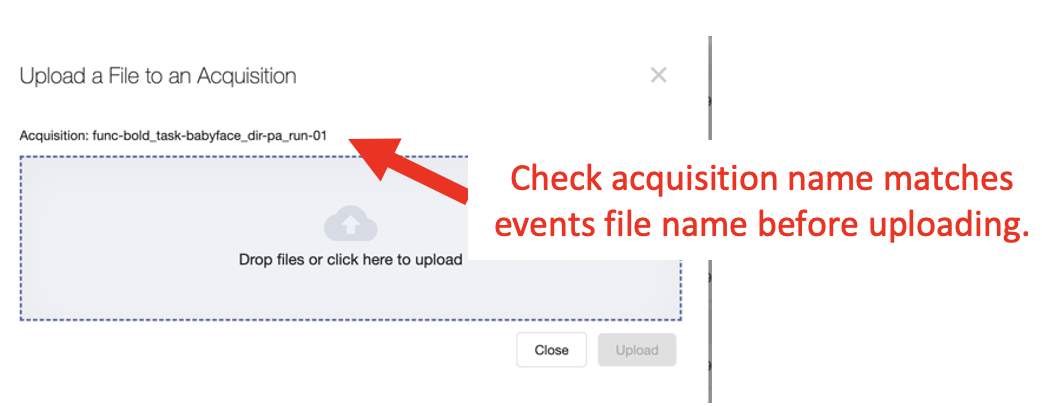 Upload a File to an Acquisition
Acquisition: func-bold_task-babyface_dir-pa_run-01
Check acquisition name matches
events file name before uploading.
Drop files or click here to upload
Close
Upload